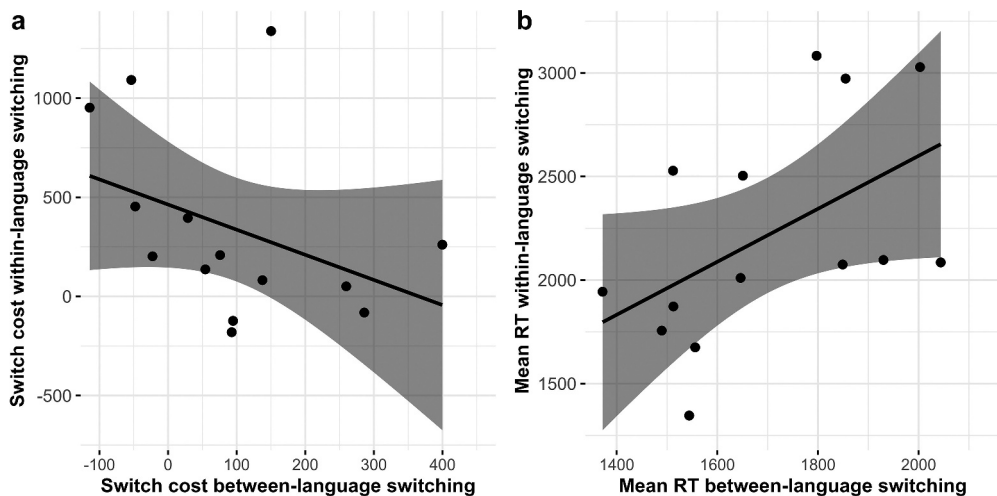 a
Switch cost within-language switching
1000
500
0
-500
-100 0 100 200 300 400
Switch cost between-language switching
b
Mean RT within-language switching
3000
2500
2000
1500
1400 1600 1800 2000
Mean RT between-language switching